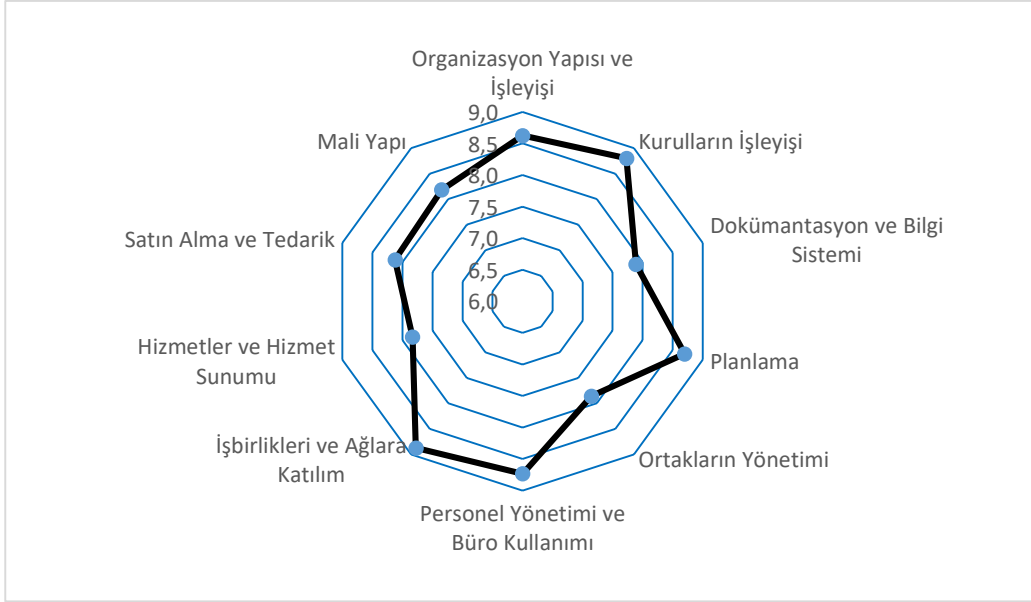 Organizasyon Yapısı ve
İşleyişi
9,0
8,5
8,0
7,5
7,0
6,5
6,0
Kurulların İşleyişi
Dokümantasyon ve Bilgi
Sistemi
Planlama
Ortakların Yönetimi
Personel Yönetimi ve
Büro Kullanımı
İşbirlikleri ve Ağlara
Katılım
Hizmetler ve Hizmet
Sunumu
Satın Alma ve Tedarik
Mali Yapı